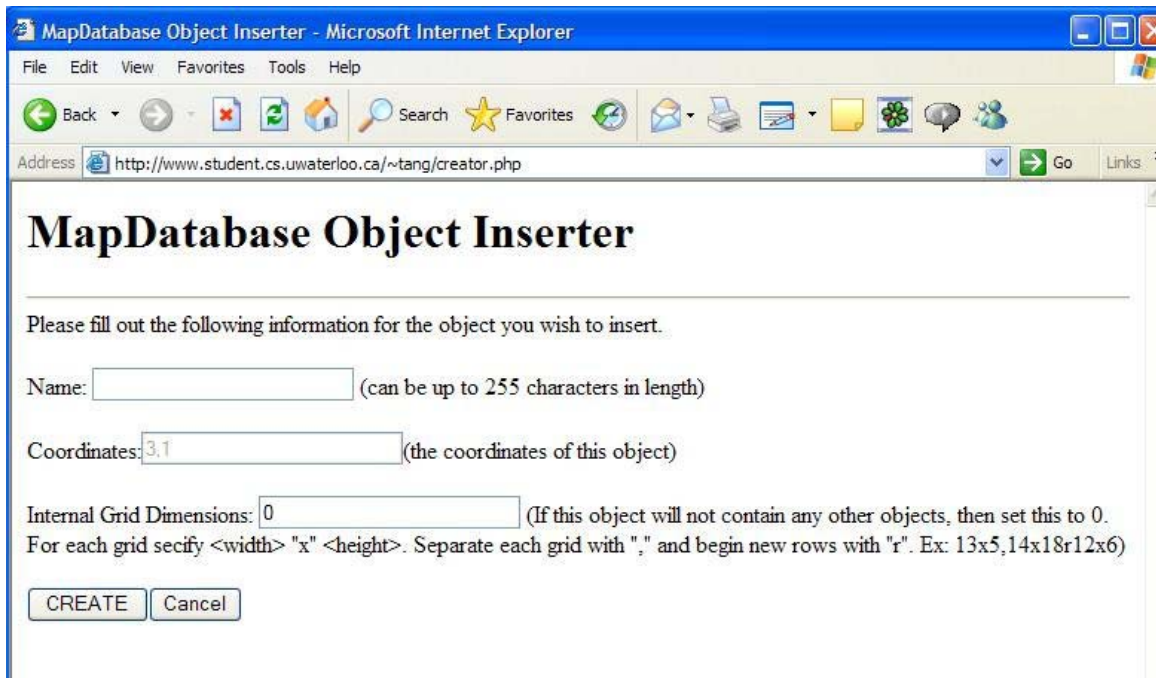 MapDatabase Object Inserter - Microsoft Internet Explorer
File Edit View Favorites Tools Help
Back Search Favorites
Address http://www.student.cs.uwaterloo.ca/~tang/creator.php Go Links
MapDatabase Object Inserter
Please fill out the following information for the object you wish to insert.
Name: (can be up to 255 characters in length)
Coordinates: 3,1 (the coordinates of this object)
Internal Grid Dimensions: 0 (If this object will not contain any other objects, then set this to 0.
For each grid secify <width> "x" <height>. Separate each grid with "," and begin new rows with "r". Ex: 13x5,14x18r12x6)
CREATE Cancel